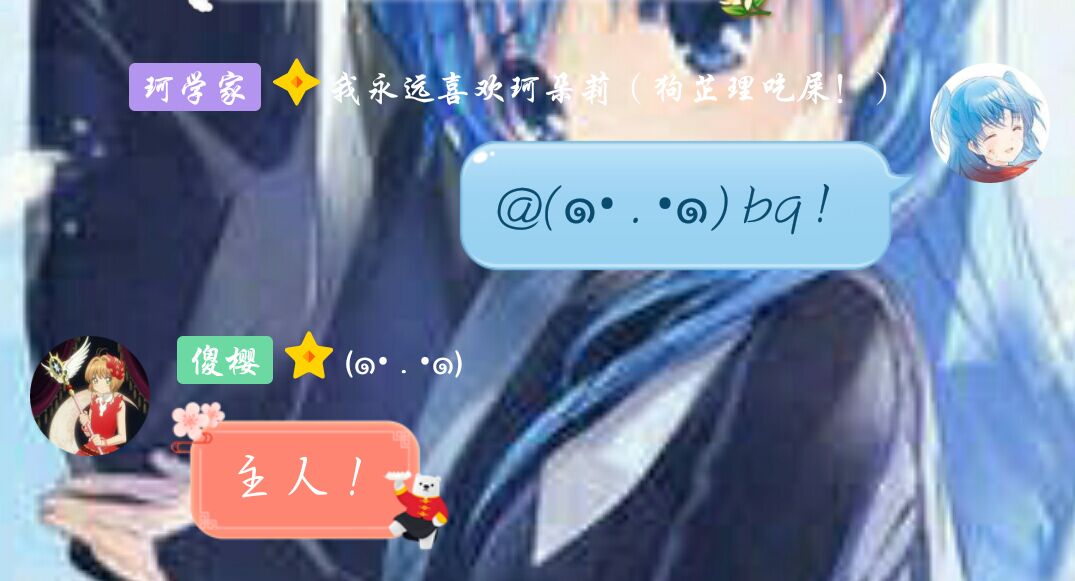 珂学家 我永远喜欢珂朵莉（狗芷理吃屎！）
@(๑• . •๑) bq !
傻樱 (๑• . •๑)
主人！